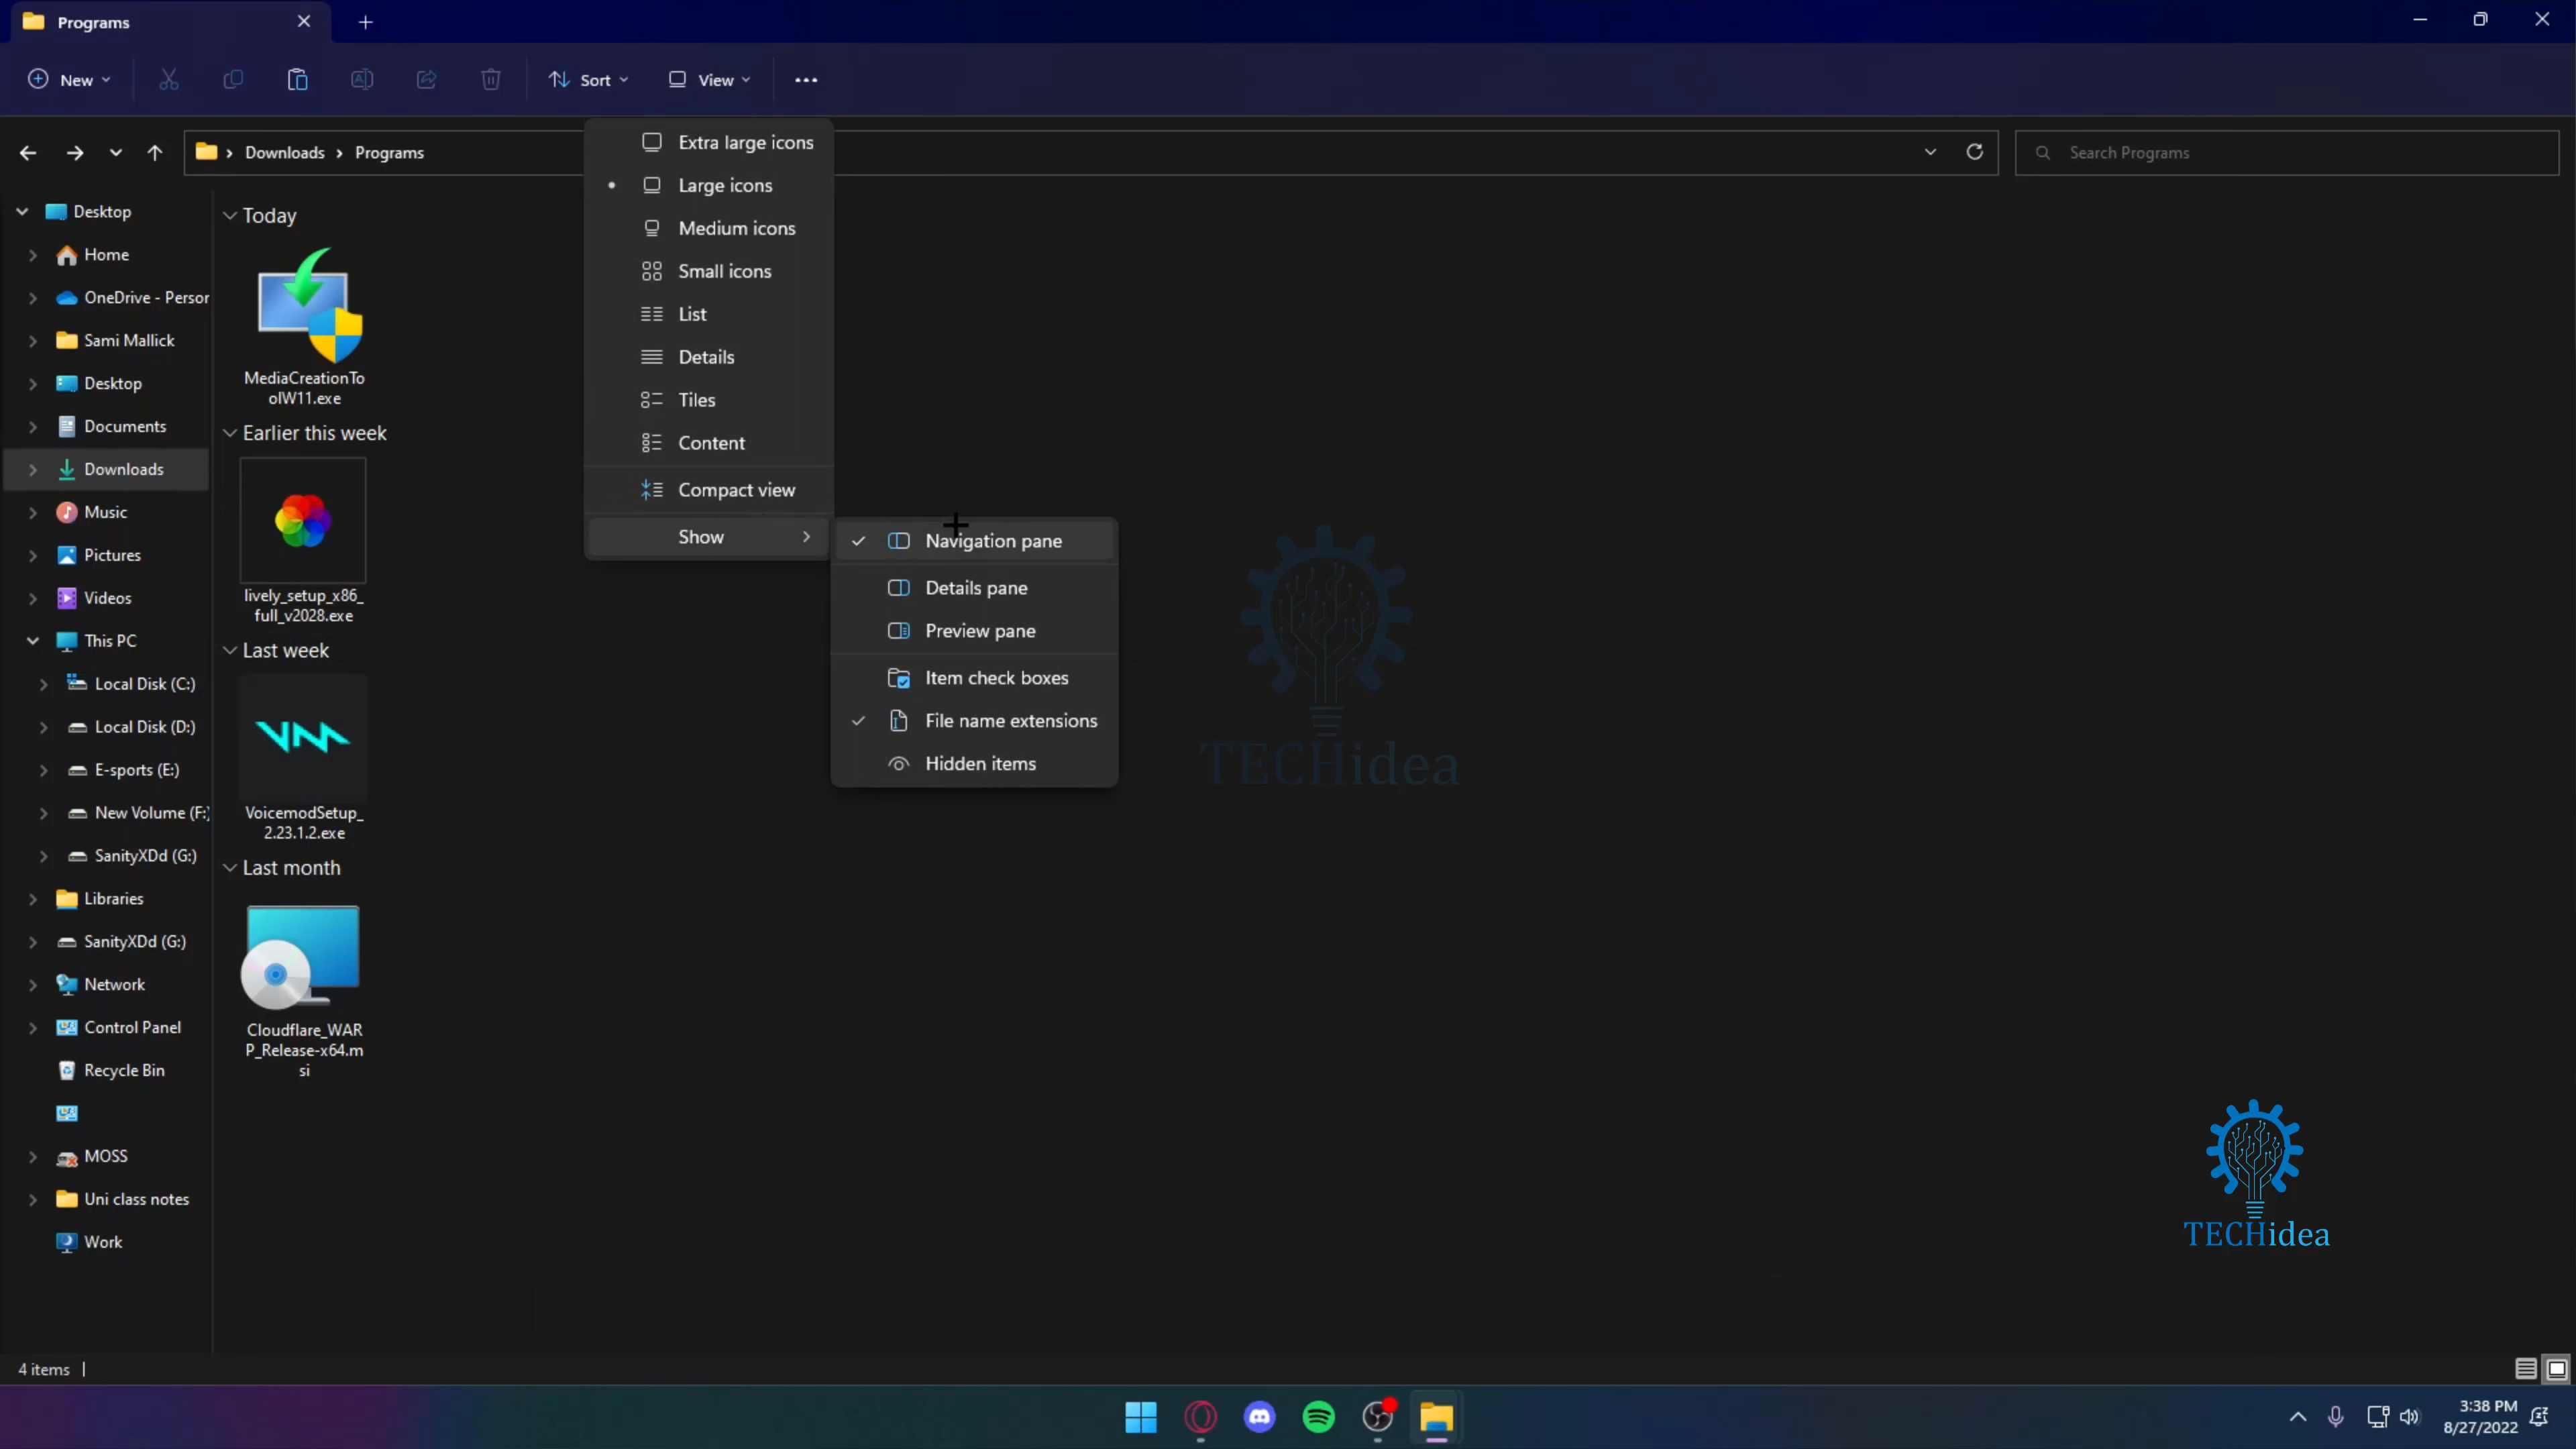 Programs
New
Sort
View
Downloads
Programs
Search Programs
Desktop
Home
OneDrive - Person
Sami Mallick
Desktop
Documents
Downloads
Music
Pictures
Videos
This PC
Local Disk (C:)
Local Disk (D:)
E-sports (E:)
New Volume (F:)
SanityXDd (G:)
Libraries
SanityXDd (G:)
Network
Control Panel
Recycle Bin
MOSS
Uni class notes
Work
Today
MediaCreationTo
olW11.exe
Earlier this week
lively_setup_x86_
full_v2028.exe
Last week
VoicemodSetup_
2.23.1.2.exe
Last month
Cloudflare_WAR
P_Release-x64.m
si
Extra large icons
Large icons
Medium icons
Small icons
List
Details
Tiles
Content
Compact view
Show
Navigation pane
Details pane
Preview pane
Item check boxes
File name extensions
Hidden items
TECHidea
TECHidea
4 items
3:38 PM
8/27/2022